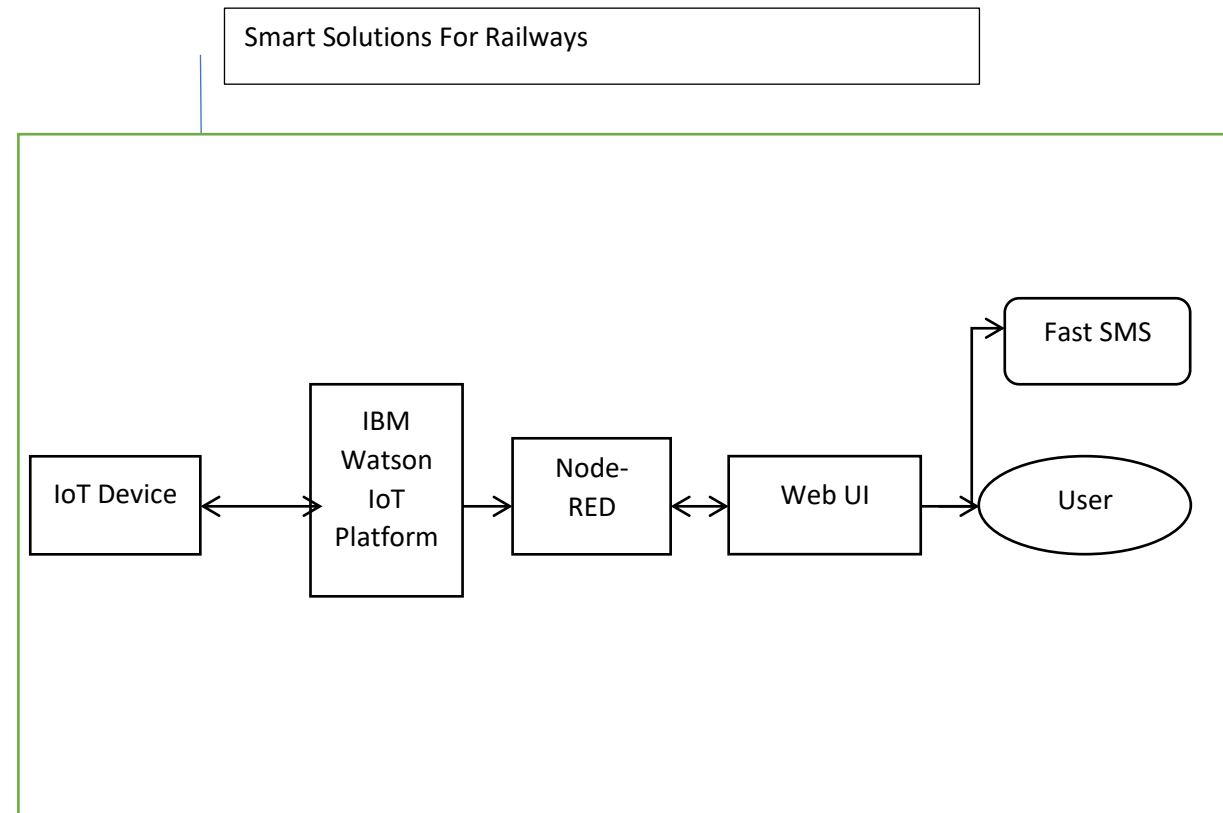 Smart Solutions For Railways
Fast SMS
IBM
Watson
IoT
Platform
IoT Device
Node-
RED
Web UI
User